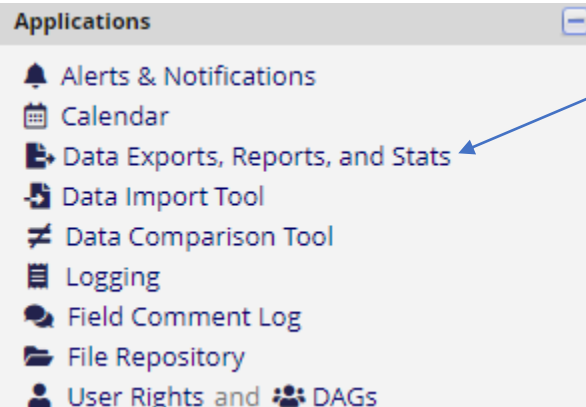 Applications
Alerts & Notifications
Calendar
Data Exports, Reports, and Stats
Data Import Tool
Data Comparison Tool
Logging
Field Comment Log
File Repository
User Rights and DAGs